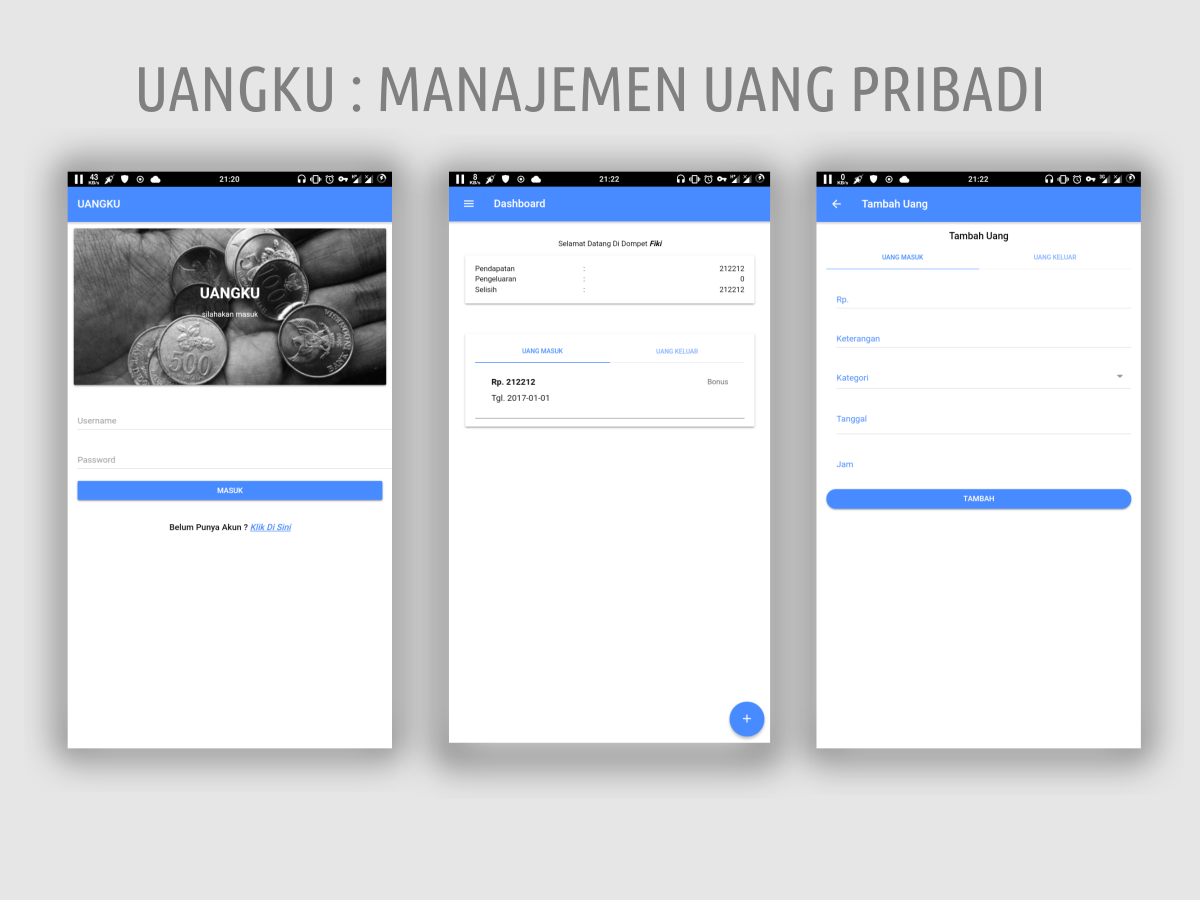 UANGKU : MANAJEMEN UANG PRIBADI
43 KB/s 21:20
UANGKU
UANGKU
silahakan masuk
500
Username
Password
MASUK
Belum Punya Akun ? Klik Di Sini
8 KB/s 21:22
Dashboard
Selamat Datang Di Dompet Fiki
Pendapatan : 212212
Pengeluaran : 0
Selisih : 212212
UANG MASUK UANG KELUAR
Rp. 212212 Bonus
Tgl. 2017-01-01
+
0 KB/s 21:22
Tambah Uang
Tambah Uang
UANG MASUK UANG KELUAR
Rp.
Keterangan
Kategori
Tanggal
Jam
TAMBAH